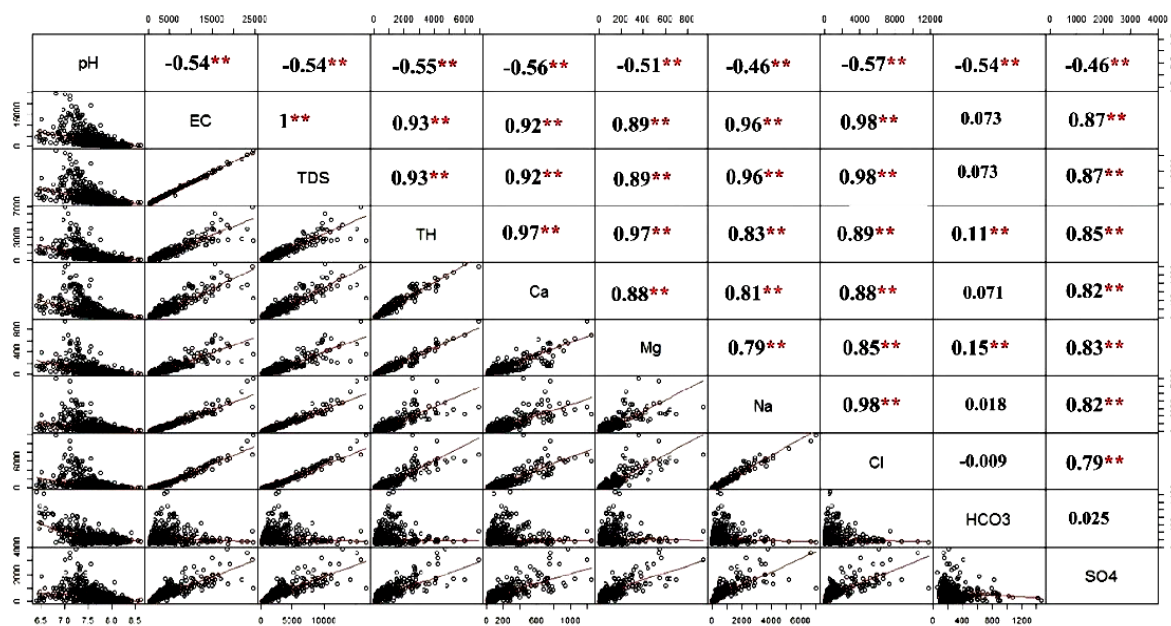 5000 15000 25000 0 2000 4000 6000 0 200 400 600 800 0 4000 8000 12000 0 1000 2000 3000 4000
pH -0.54** -0.54** -0.55** -0.56** -0.51** -0.46** -0.57** -0.54** -0.46**
EC 1** 0.93** 0.92** 0.89** 0.96** 0.98** 0.073 0.87**
TDS 0.93** 0.92** 0.89** 0.96** 0.98** 0.073 0.87**
TH 0.97** 0.97** 0.83** 0.89** 0.11** 0.85**
Ca 0.88** 0.81** 0.88** 0.071 0.82**
Mg 0.79** 0.85** 0.15** 0.83**
Na 0.98** 0.018 0.82**
Cl -0.009 0.79**
HCO3 0.025
SO4
6.5 7.0 7.5 8.0 8.5 0 5000 10000 0 200 600 1000 0 2000 4000 6000 0 400 800 1200